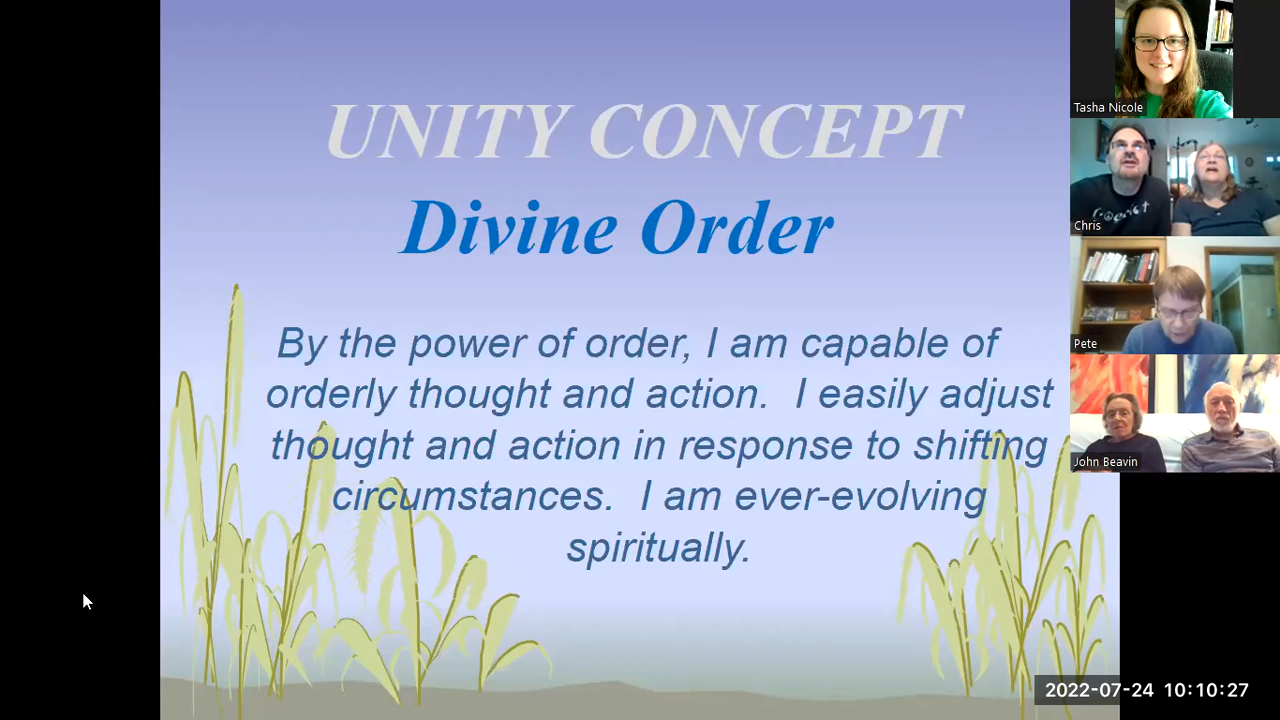 UNITY CONCEPT
Divine Order
By the power of order, I am capable of
orderly thought and action.  I easily adjust
thought and action in response to shifting
circumstances.  I am ever-evolving
spiritually.
Tasha Nicole
Chris
Pete
John Beavin
2022-07-24 10:10:27